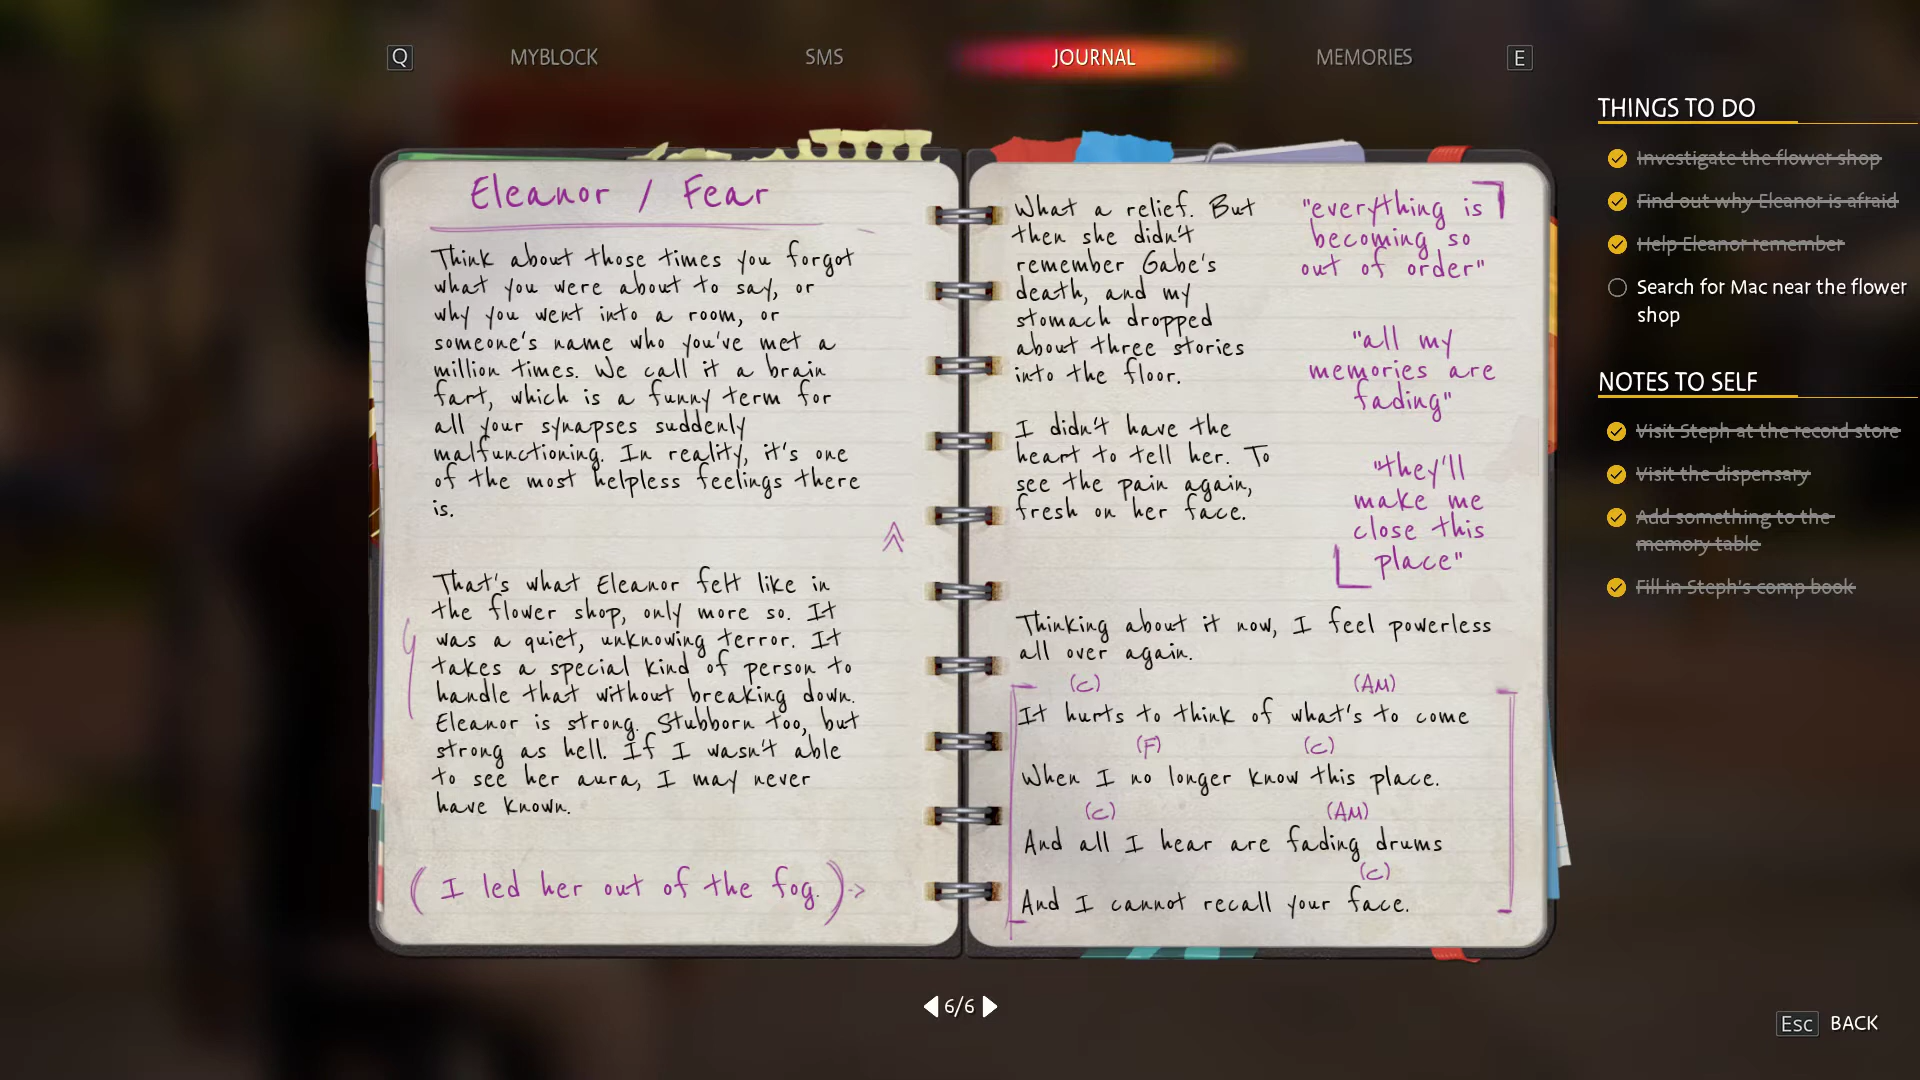 Q
MYBLOCK
SMS
JOURNAL
MEMORIES
E
Eleanor / Fear
Think about those times you forgot
what you were about to say, or
why you went into a room, or
someone's name who you've met a
million times. We call it a brain
fart, which is a funny term for
all your synapses suddenly
malfunctioning. In reality, it's one
of the most helpless feelings there
is.
That's what Eleanor felt like in
the flower shop, only more so. It
was a quiet, unknowing terror. It
takes a special kind of person to
handle that without breaking down.
Eleanor is strong. Stubborn too, but
strong as hell. If I wasn't able
to see her aura, I may never
have known.
( I led her out of the fog. )->
What a relief. But
then she didn't
remember Gabe's
death, and my
stomach dropped
about three stories
into the floor.
I didn't have the
heart to tell her. To
see the pain again,
fresh on her face.
"everything is
becoming so
out of order"
"all my
memories are
fading"
"they'll
make me
close this
place"
Thinking about it now, I feel powerless
all over again.
(C) (AM)
It hurts to think of what's to come
(F) (C)
When I no longer know this place.
(C) (AM)
And all I hear are fading drums
(C)
And I cannot recall your face.
6/6
THINGS TO DO
Investigate the flower shop
Find out why Eleanor is afraid
Help Eleanor remember
Search for Mac near the flower
shop
NOTES TO SELF
Visit Steph at the record store
Visit the dispensary
Add something to the
memory table
Fill in Steph's comp book
Esc BACK